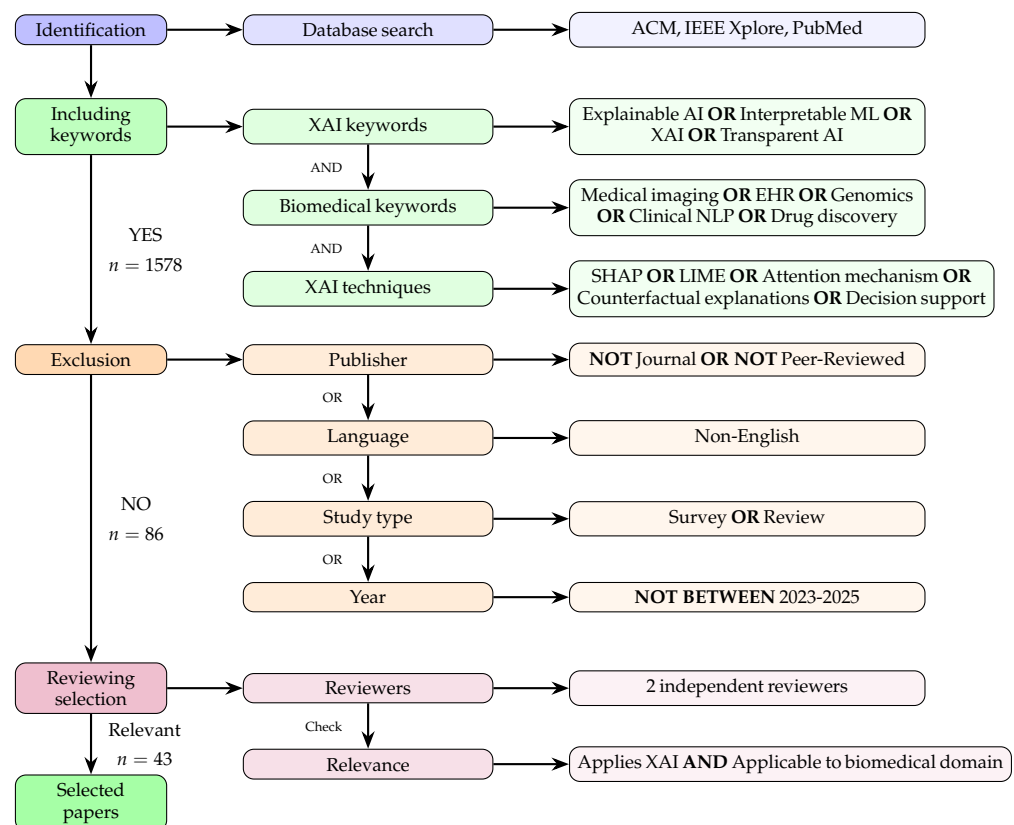 Identification
Database search
ACM, IEEE Xplore, PubMed
Including
keywords
XAI keywords
Explainable AI OR Interpretable ML OR
XAI OR Transparent AI
AND
Biomedical keywords
Medical imaging OR EHR OR Genomics
OR Clinical NLP OR Drug discovery
YES
n = 1578
AND
XAI techniques
SHAP OR LIME OR Attention mechanism OR
Counterfactual explanations OR Decision support
Exclusion
Publisher
NOT Journal OR NOT Peer-Reviewed
OR
Language
Non-English
OR
NO
n = 86
Study type
Survey OR Review
OR
Year
NOT BETWEEN 2023-2025
Reviewing
selection
Reviewers
2 independent reviewers
Relevant
n = 43
Check
Relevance
Applies XAI AND Applicable to biomedical domain
Selected
papers